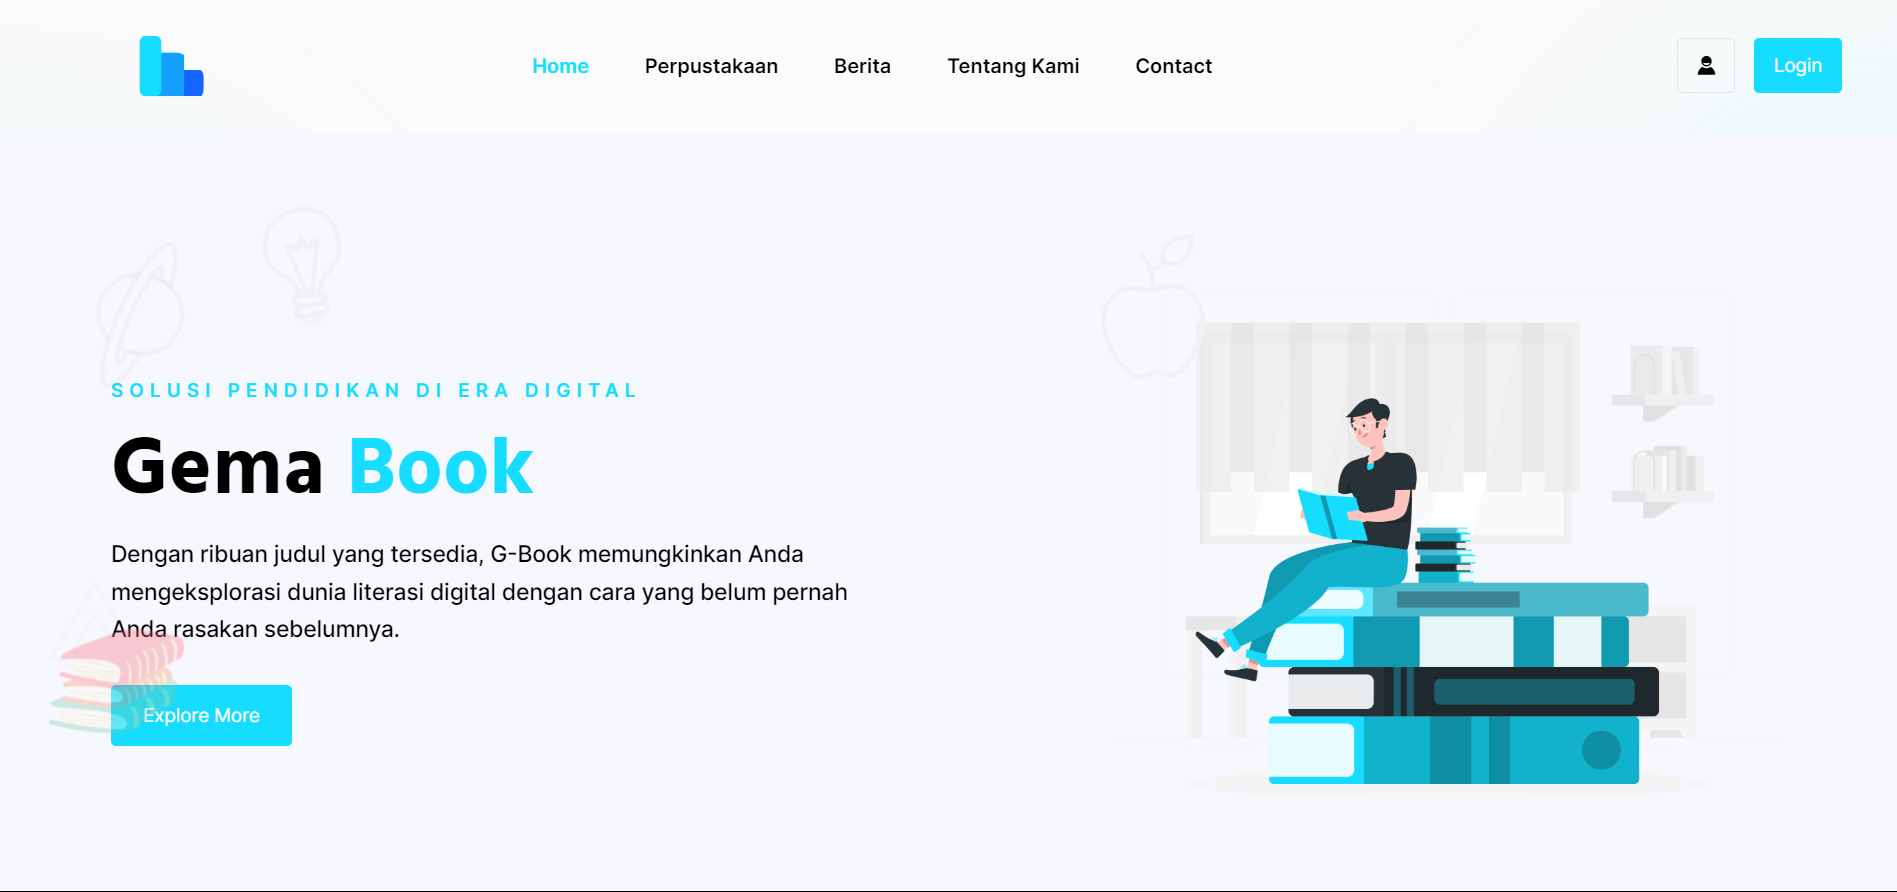 Home
Perpustakaan
Berita
Tentang Kami
Contact
Login
SOLUSI PENDIDIKAN DI ERA DIGITAL
Gema Book
Dengan ribuan judul yang tersedia, G-Book memungkinkan Anda
mengeksplorasi dunia literasi digital dengan cara yang belum pernah
Anda rasakan sebelumnya.
Explore More